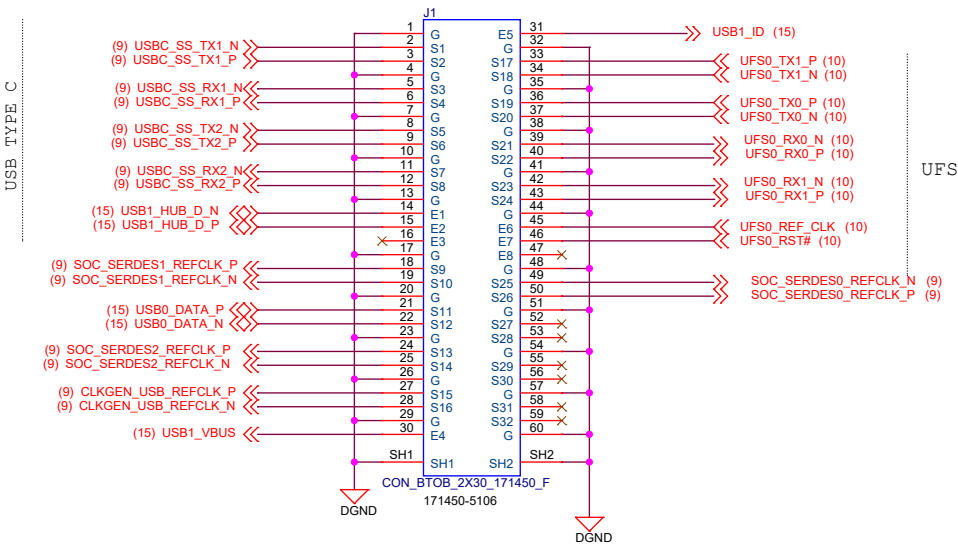 J1
USB TYPE C
1 G
(9) USBC_SS_TX1_N 2 S1
(9) USBC_SS_TX1_P 3 S2
4 G
(9) USBC_SS_RX1_N 5 S3
(9) USBC_SS_RX1_P 6 S4
7 G
(9) USBC_SS_TX2_N 8 S5
(9) USBC_SS_TX2_P 9 S6
10 G
(9) USBC_SS_RX2_N 11 S7
(9) USBC_SS_RX2_P 12 S8
13 G
(15) USB1_HUB_D_N 14 E1
(15) USB1_HUB_D_P 15 E2
16 E3
17 G
(9) SOC_SERDES1_REFCLK_P 18 S9
(9) SOC_SERDES1_REFCLK_N 19 S10
20 G
(15) USB0_DATA_P 21 S11
(15) USB0_DATA_N 22 S12
23 G
(9) SOC_SERDES2_REFCLK_P 24 S13
(9) SOC_SERDES2_REFCLK_N 25 S14
26 G
(9) CLKGEN_USB_REFCLK_P 27 S15
(9) CLKGEN_USB_REFCLK_N 28 S16
29 G
(15) USB1_VBUS 30 E4
SH1 SH1
E5 31 USB1_ID (15)
G 32
S17 33 UFS0_TX1_P (10)
S18 34 UFS0_TX1_N (10)
G 35
S19 36 UFS0_TX0_P (10)
S20 37 UFS0_TX0_N (10)
G 38
S21 39 UFS0_RX0_N (10)
S22 40 UFS0_RX0_P (10)
G 41
S23 42 UFS0_RX1_N (10)
S24 43 UFS0_RX1_P (10)
G 44
E6 45 UFS0_REF_CLK (10)
E7 46 UFS0_RST# (10)
E8 47
G 48
S25 49 SOC_SERDES0_REFCLK_N (9)
S26 50 SOC_SERDES0_REFCLK_P (9)
G 51
S27 52
S28 53
G 54
S29 55
S30 56
G 57
S31 58
S32 59
G 60
SH2 SH2
UFS
CON_BTOB_2X30_171450_F
171450-5106
DGND
DGND